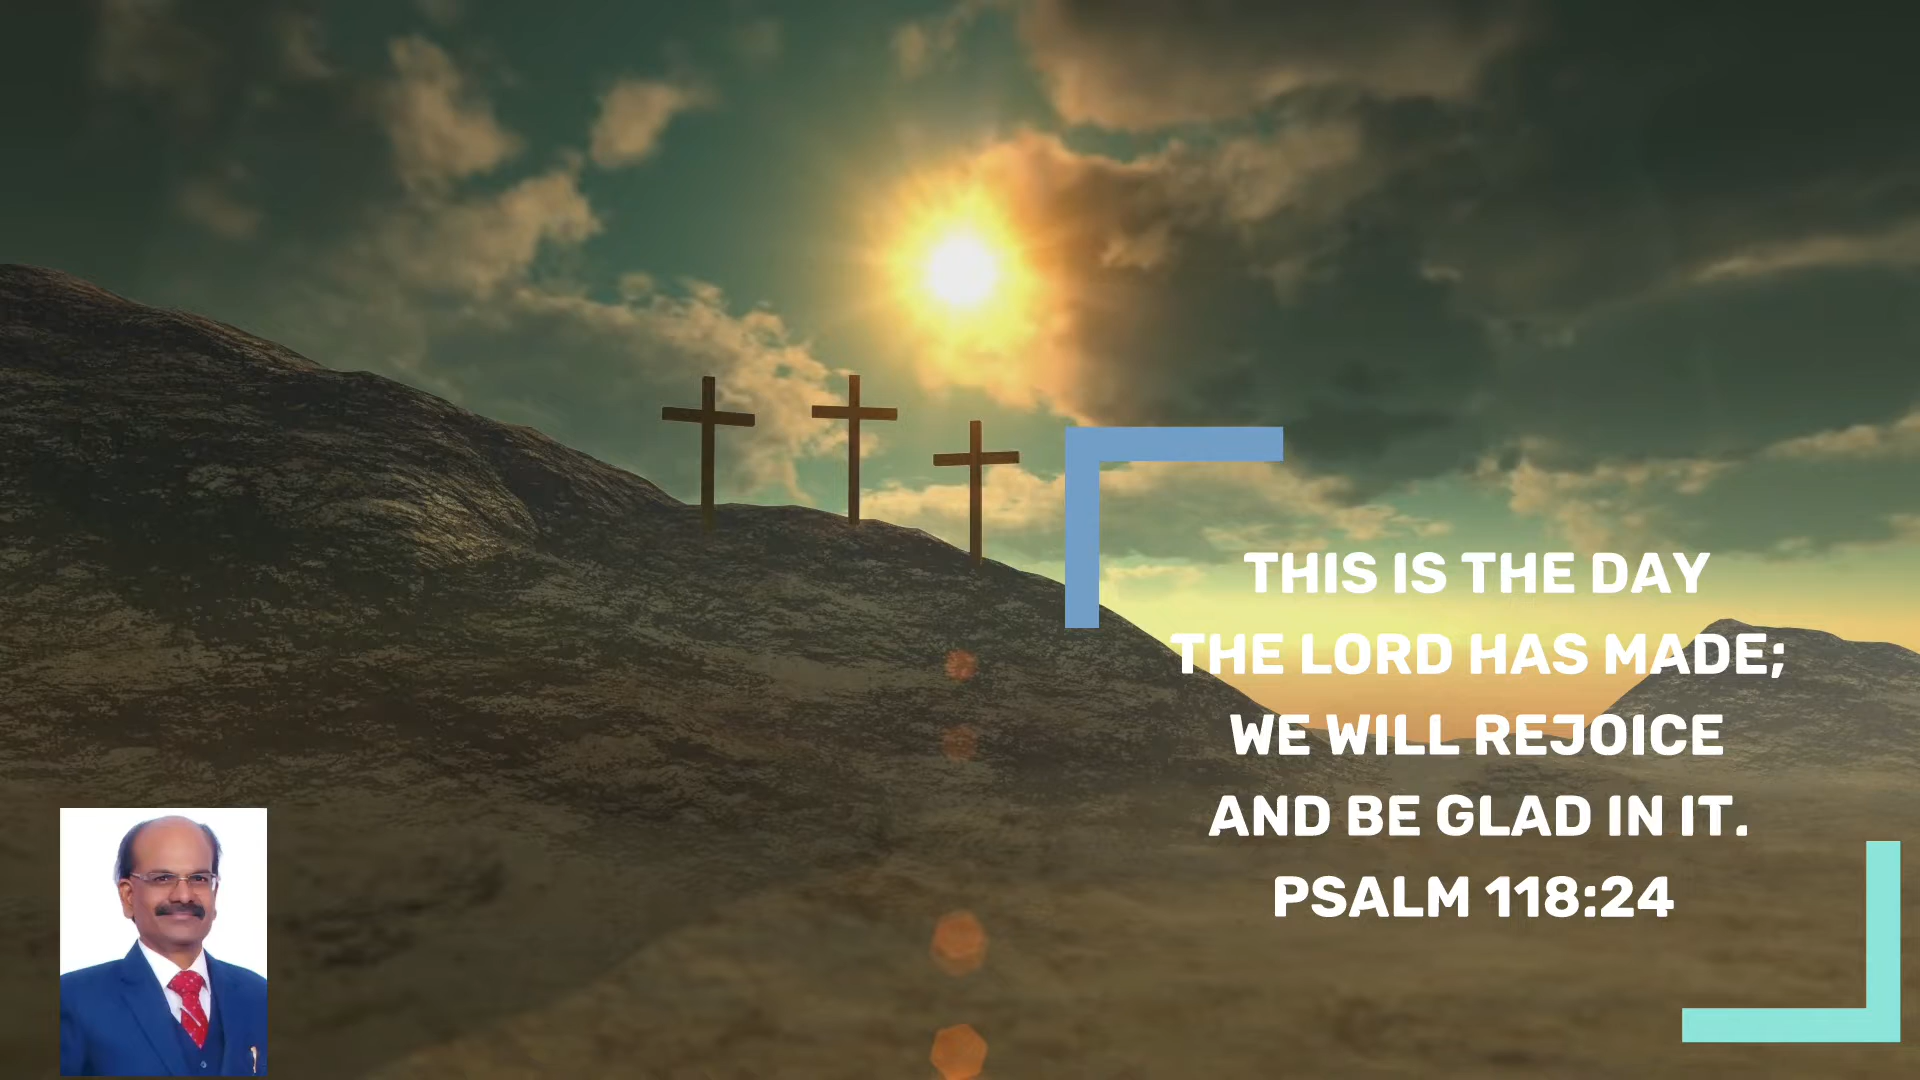 THIS IS THE DAY
THE LORD HAS MADE;
WE WILL REJOICE
AND BE GLAD IN IT.
PSALM 118:24